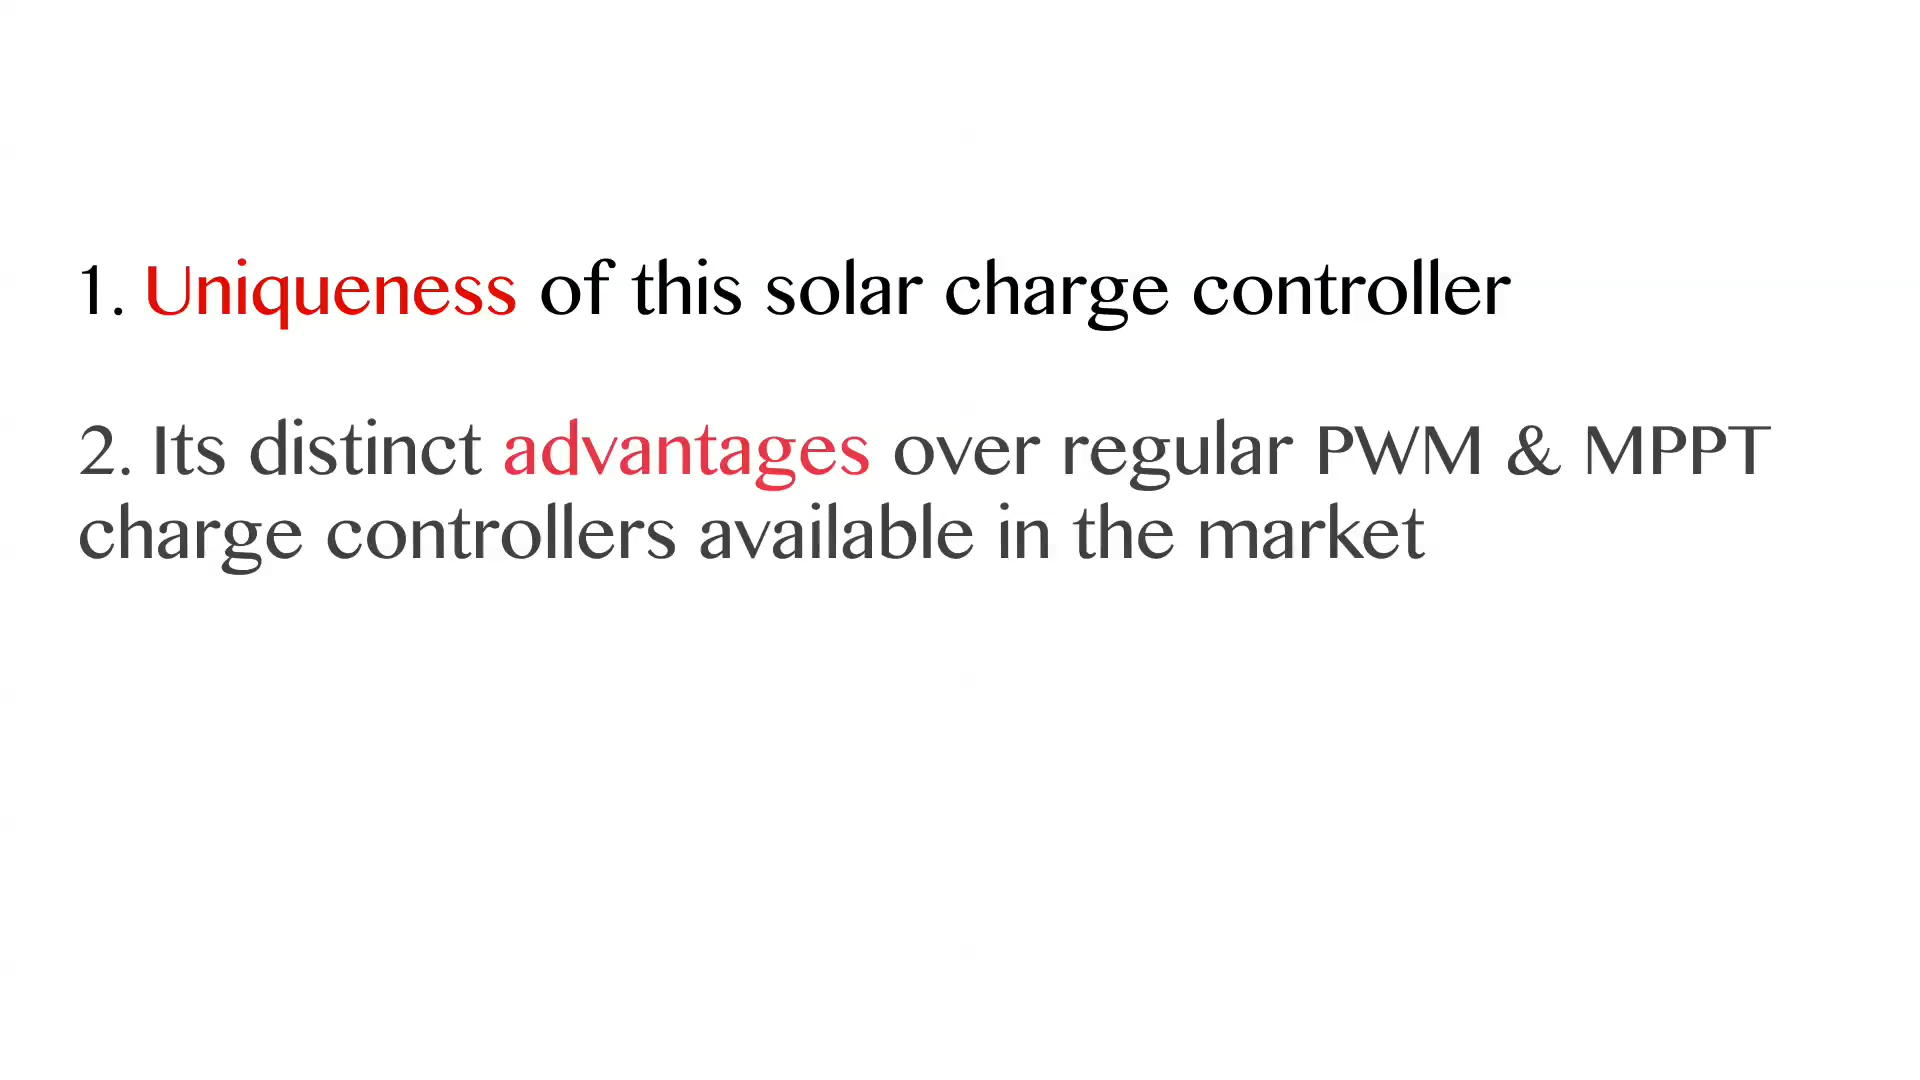 1. Uniqueness of this solar charge controller
2. Its distinct advantages over regular PWM & MPPT
charge controllers available in the market